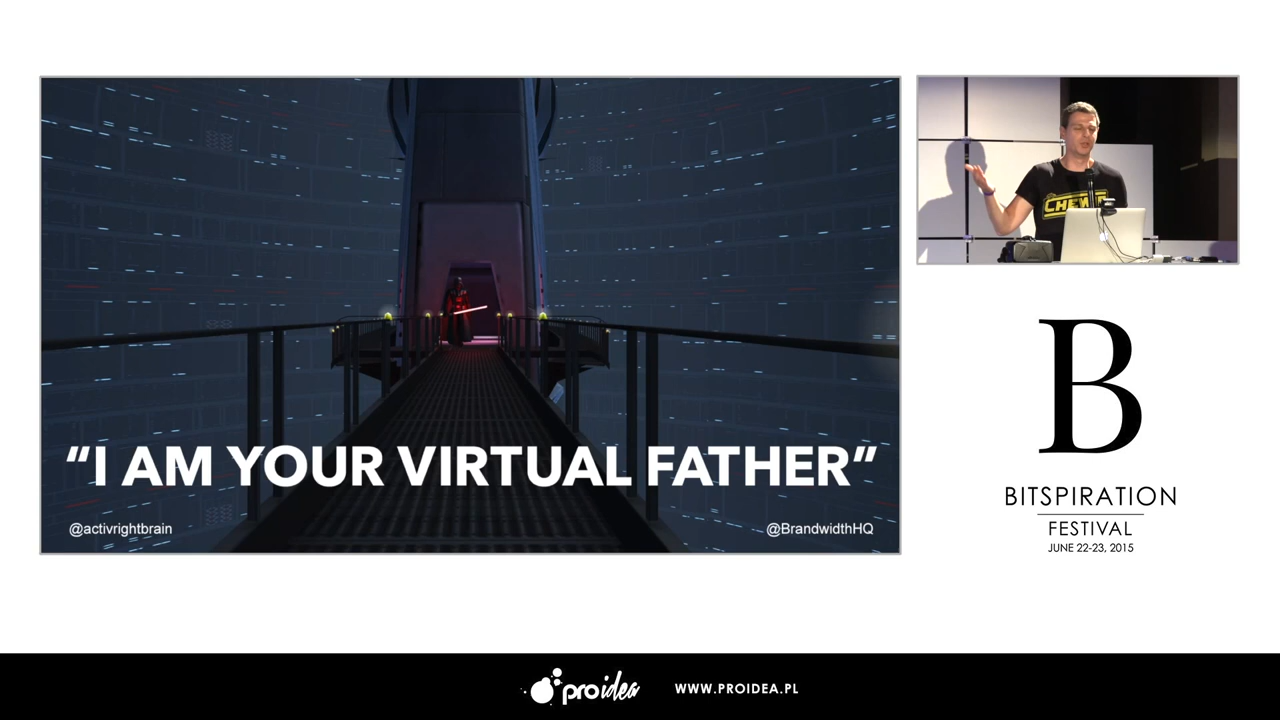 “I AM YOUR VIRTUAL FATHER”
@activrightbrain
@BrandwidthHQ
B
BITSPIRATION
FESTIVAL
JUNE 22-23, 2015
proidea
WWW.PROIDEA.PL